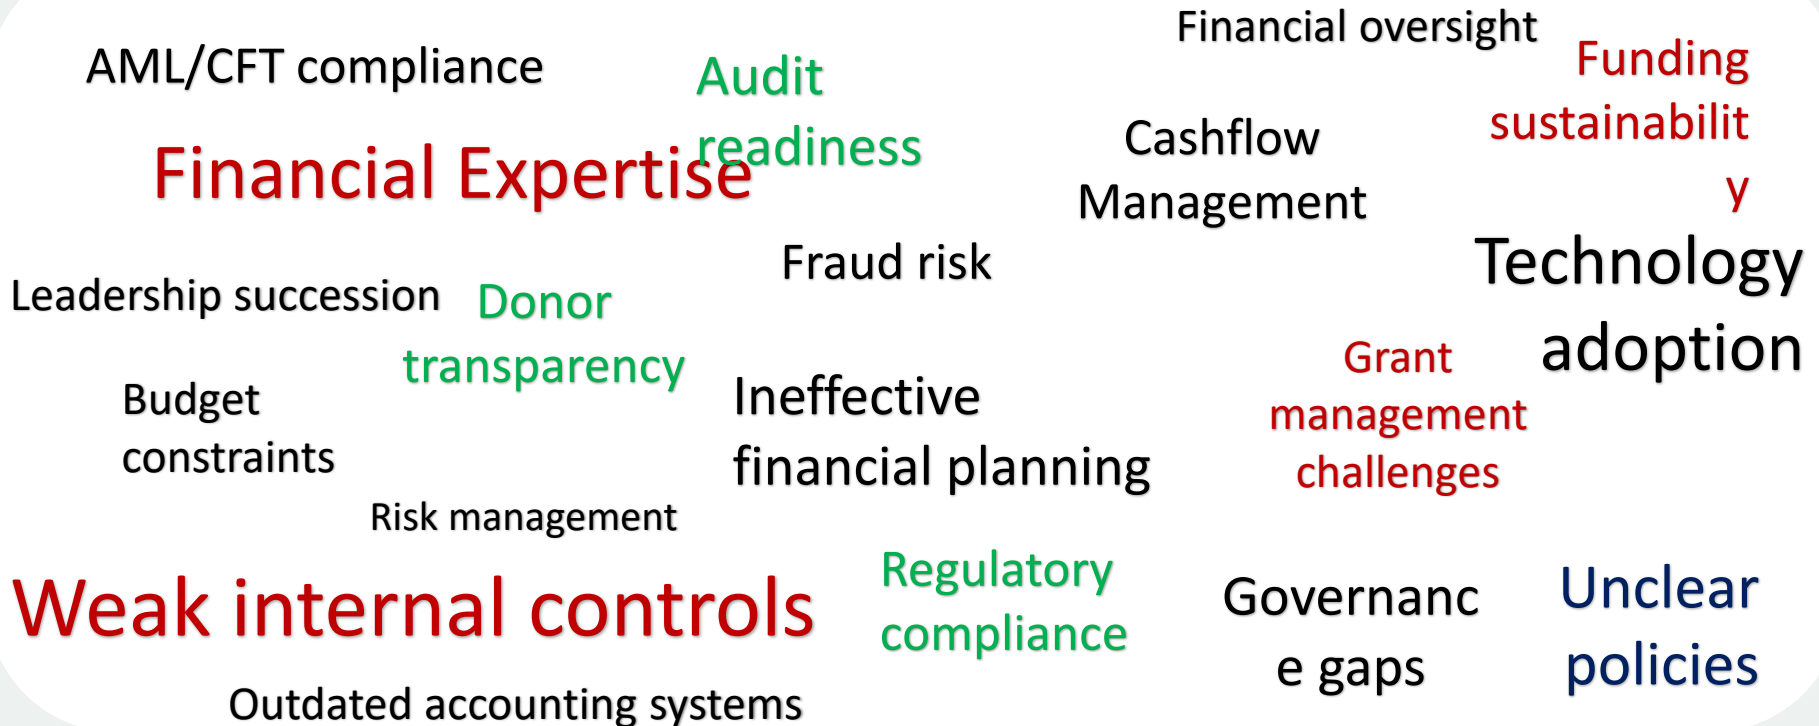 Financial oversight
AML/CFT compliance
Audit
readiness
Funding
sustainabilit
y
Financial Expertise
Cashflow
Management
Fraud risk
Technology
adoption
Leadership succession
Donor
transparency
Budget
constraints
Ineffective
financial planning
Grant
management
challenges
Risk management
Weak internal controls
Regulatory
compliance
Governanc
e gaps
Unclear
policies
Outdated accounting systems